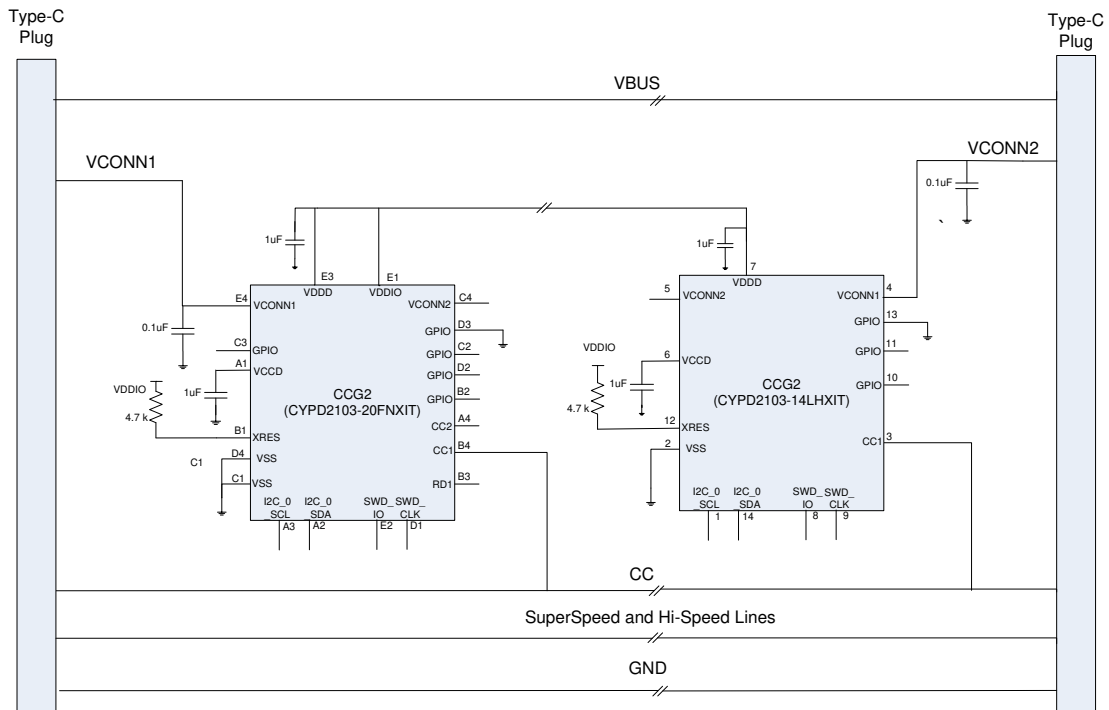 Type-C
Plug
Type-C
Plug
VBUS
VCONN1
VCONN2
0.1uF
1uF
1uF
E3
E1
7
VDDD
VDDIO
VDDD
E4
VCONN1
VCONN2
C4
5
VCONN2
VCONN1
4
0.1uF
GPIO
D3
GPIO
13
C3
GPIO
GPIO
C2
VDDIO
GPIO
11
A1
VCCD
GPIO
D2
6
VCCD
VDDIO
1uF
CCG2
(CYPD2103-20FNXIT)
GPIO
B2
1uF
CCG2
(CYPD2103-14LHXIT)
GPIO
10
4.7 k
CC2
A4
4.7k
B1
XRES
CC1
B4
12
XRES
CC1
3
C1
D4
VSS
2
VSS
C1
VSS
RD1
B3
I2C_0
_SCL
I2C_0
_SDA
SWD_
IO
SWD_
CLK
A3
A2
E2
D1
I2C_0
_SCL
I2C_0
_SDA
SWD_
IO
SWD_
CLK
1
14
8
9
CC
SuperSpeed and Hi-Speed Lines
GND